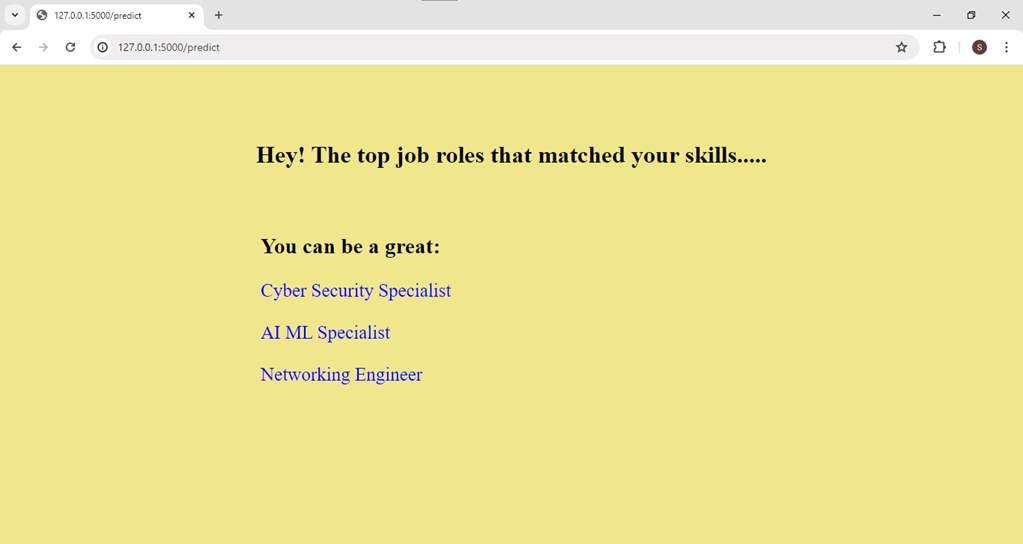 127.0.0.1:5000/predict
127.0.0.1:5000/predict
S
Hey! The top job roles that matched your skills.....
You can be a great:
Cyber Security Specialist
AI ML Specialist
Networking Engineer